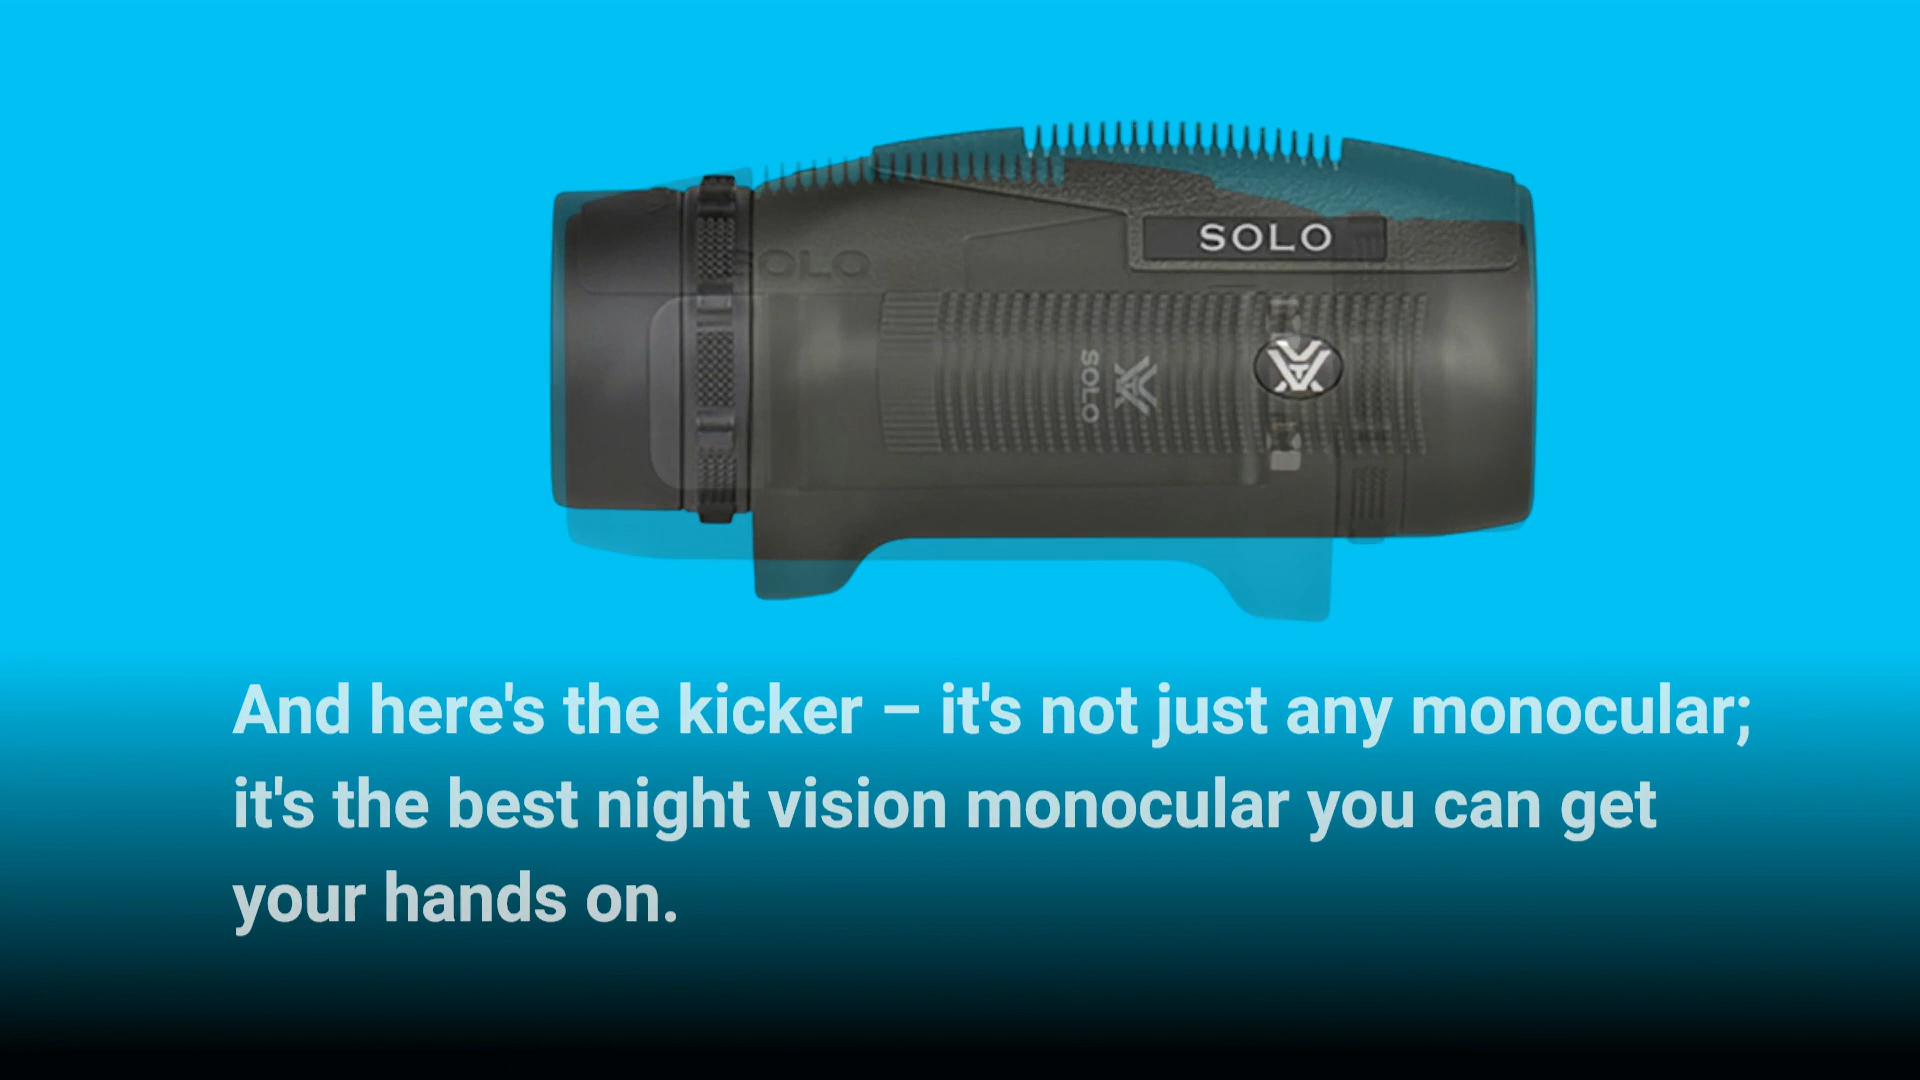 SOLO
SOLO
SOLO
And here's the kicker – it's not just any monocular;
it's the best night vision monocular you can get
your hands on.